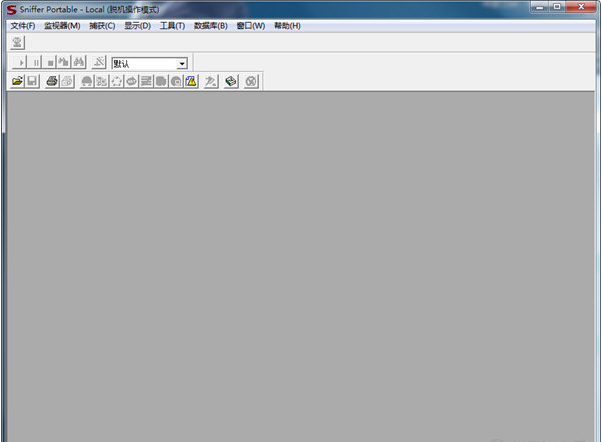 Sniffer Portable - Local (脱机操作模式)
文件(F) 监视器(M) 捕获(C) 显示(D) 工具(T) 数据库(B) 窗口(W) 帮助(H)
默认